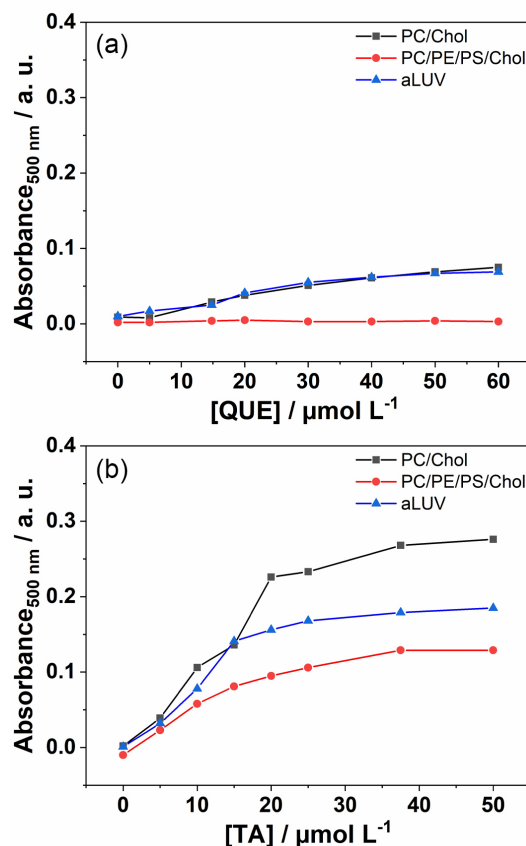 (a)
PC/Chol
PC/PE/PS/Chol
aLUV
Absorbance500 nm / a. u.
0.4
0.3
0.2
0.1
0.0
0 10 20 30 40 50 60
[QUE] / µmol L-1
(b)
PC/Chol
PC/PE/PS/Chol
aLUV
Absorbance500 nm / a. u.
0.4
0.3
0.2
0.1
0.0
0 10 20 30 40 50
[TA] / µmol L-1